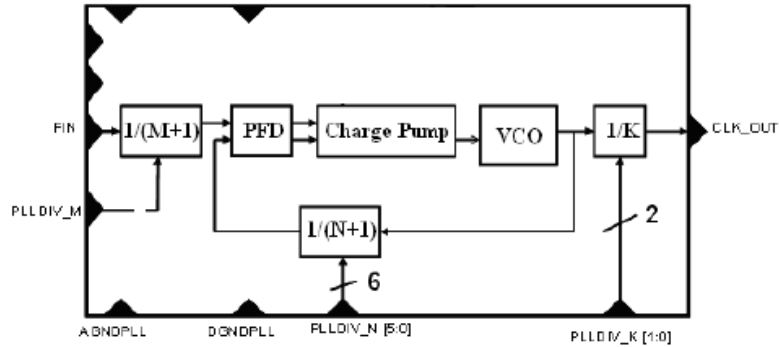 FIN
1/(M+1)
PFD
Charge Pump
VCO
1/K
CLK_OUT
PLLDIV_M
1/(N+1)
2
6
AGNDPLL
DGNDPLL
PLLDIV_N [5:0]
PLLDIV_K [1:0]